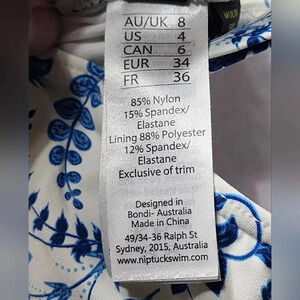 AU/UK 8
US 4
CAN 6
EUR 34
FR 36
85% Nylon
15% Spandex/
Elastane
Lining 88% Polyester
12% Spandex/
Elastane
Exclusive of trim
Designed in
Bondi- Australia
Made in China
49/34-36 Ralph St
Sydney, 2015, Australia
www.niptuckswim.com